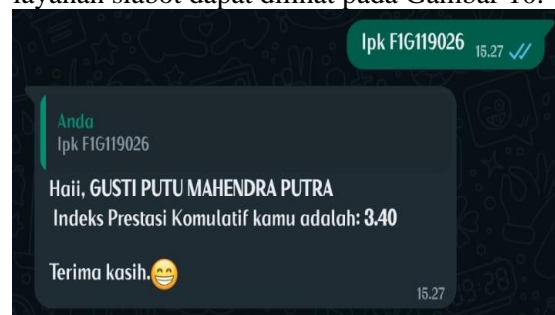 layanan siabot dapat dilihat pada Gambar 10.
Ipk F1G119026 15.27
Anda
Ipk F1G119026
Haii, GUSTI PUTU MAHENDRA PUTRA
Indeks Prestasi Komulatif kamu adalah: 3.40
Terima kasih.😁
15.27